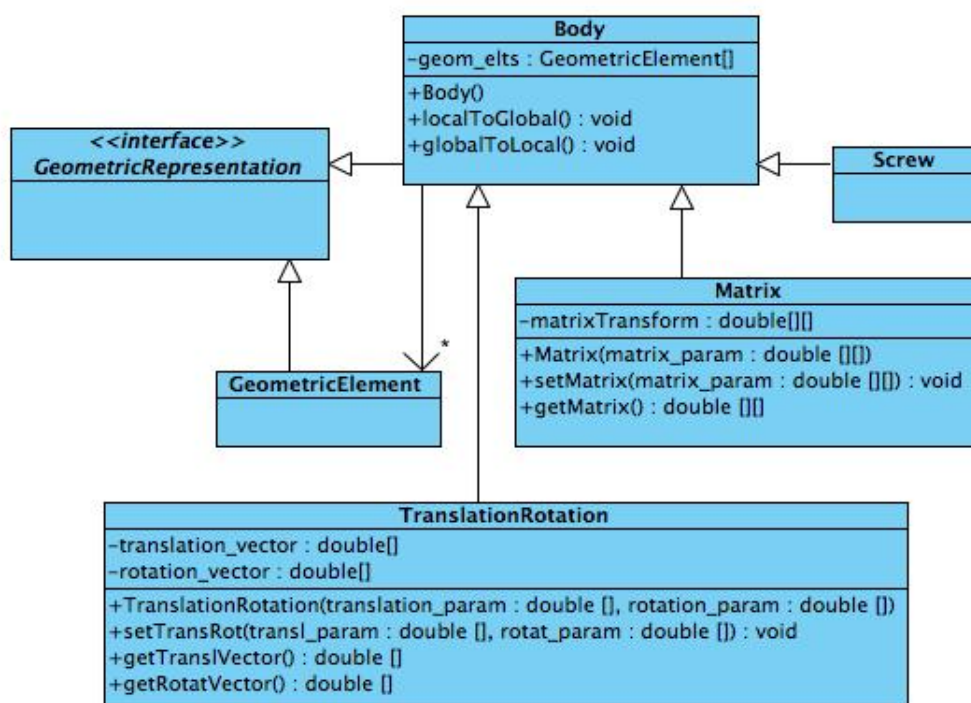 Body
-geom_elts : GeometricElement[]
+Body()
+localToGlobal() : void
+globalToLocal() : void
<<interface>>
GeometricRepresentation
Screw
Matrix
-matrixTransform : double[][]
+Matrix(matrix_param : double [][])
+setMatrix(matrix_param : double [][]) : void
+getMatrix() : double [][]
*
GeometricElement
TranslationRotation
-translation_vector : double[]
-rotation_vector : double[]
+TranslationRotation(translation_param : double [], rotation_param : double [])
+setTransRot(transl_param : double [], rotat_param : double []) : void
+getTranslVector() : double []
+getRotatVector() : double []